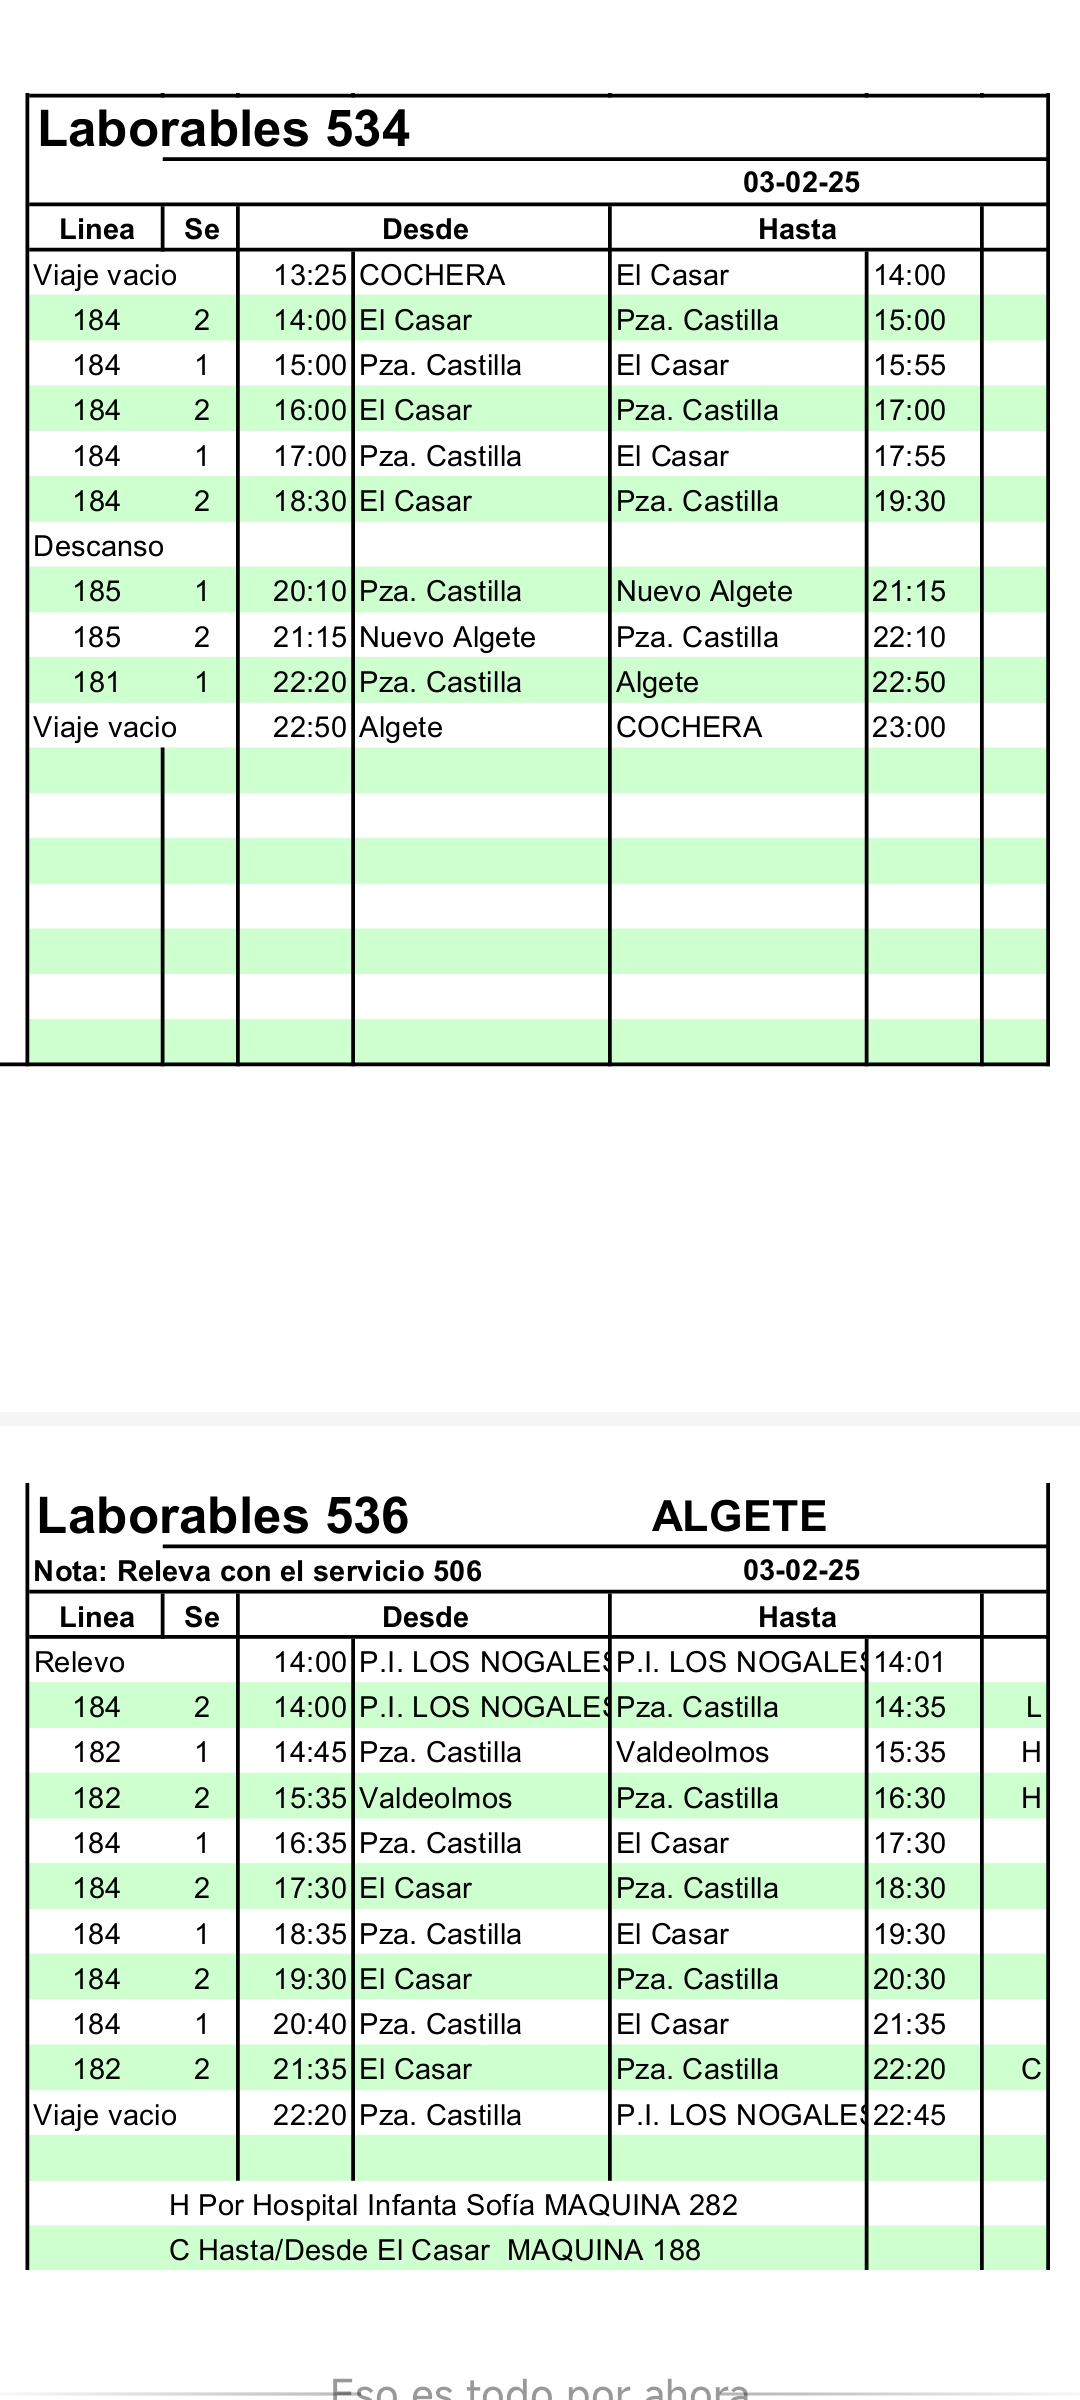 Laborables 534
03-02-25
Linea Se Desde Hasta
Viaje vacio 13:25 COCHERA El Casar 14:00
184 2 14:00 El Casar Pza. Castilla 15:00
184 1 15:00 Pza. Castilla El Casar 15:55
184 2 16:00 El Casar Pza. Castilla 17:00
184 1 17:00 Pza. Castilla El Casar 17:55
184 2 18:30 El Casar Pza. Castilla 19:30
Descanso
185 1 20:10 Pza. Castilla Nuevo Algete 21:15
185 2 21:15 Nuevo Algete Pza. Castilla 22:10
181 1 22:20 Pza. Castilla Algete 22:50
Viaje vacio 22:50 Algete COCHERA 23:00
Laborables 536 ALGETE
Nota: Releva con el servicio 506 03-02-25
Linea Se Desde Hasta
Relevo 14:00 P.I. LOS NOGALES P.I. LOS NOGALES 14:01
184 2 14:00 P.I. LOS NOGALES Pza. Castilla 14:35 L
182 1 14:45 Pza. Castilla Valdeolmos 15:35 H
182 2 15:35 Valdeolmos Pza. Castilla 16:30 H
184 1 16:35 Pza. Castilla El Casar 17:30
184 2 17:30 El Casar Pza. Castilla 18:30
184 1 18:35 Pza. Castilla El Casar 19:30
184 2 19:30 El Casar Pza. Castilla 20:30
184 1 20:40 Pza. Castilla El Casar 21:35
182 2 21:35 El Casar Pza. Castilla 22:20 C
Viaje vacio 22:20 Pza. Castilla P.I. LOS NOGALES 22:45
H Por Hospital Infanta Sofía MAQUINA 282
C Hasta/Desde El Casar MAQUINA 188
Eso es todo por ahora